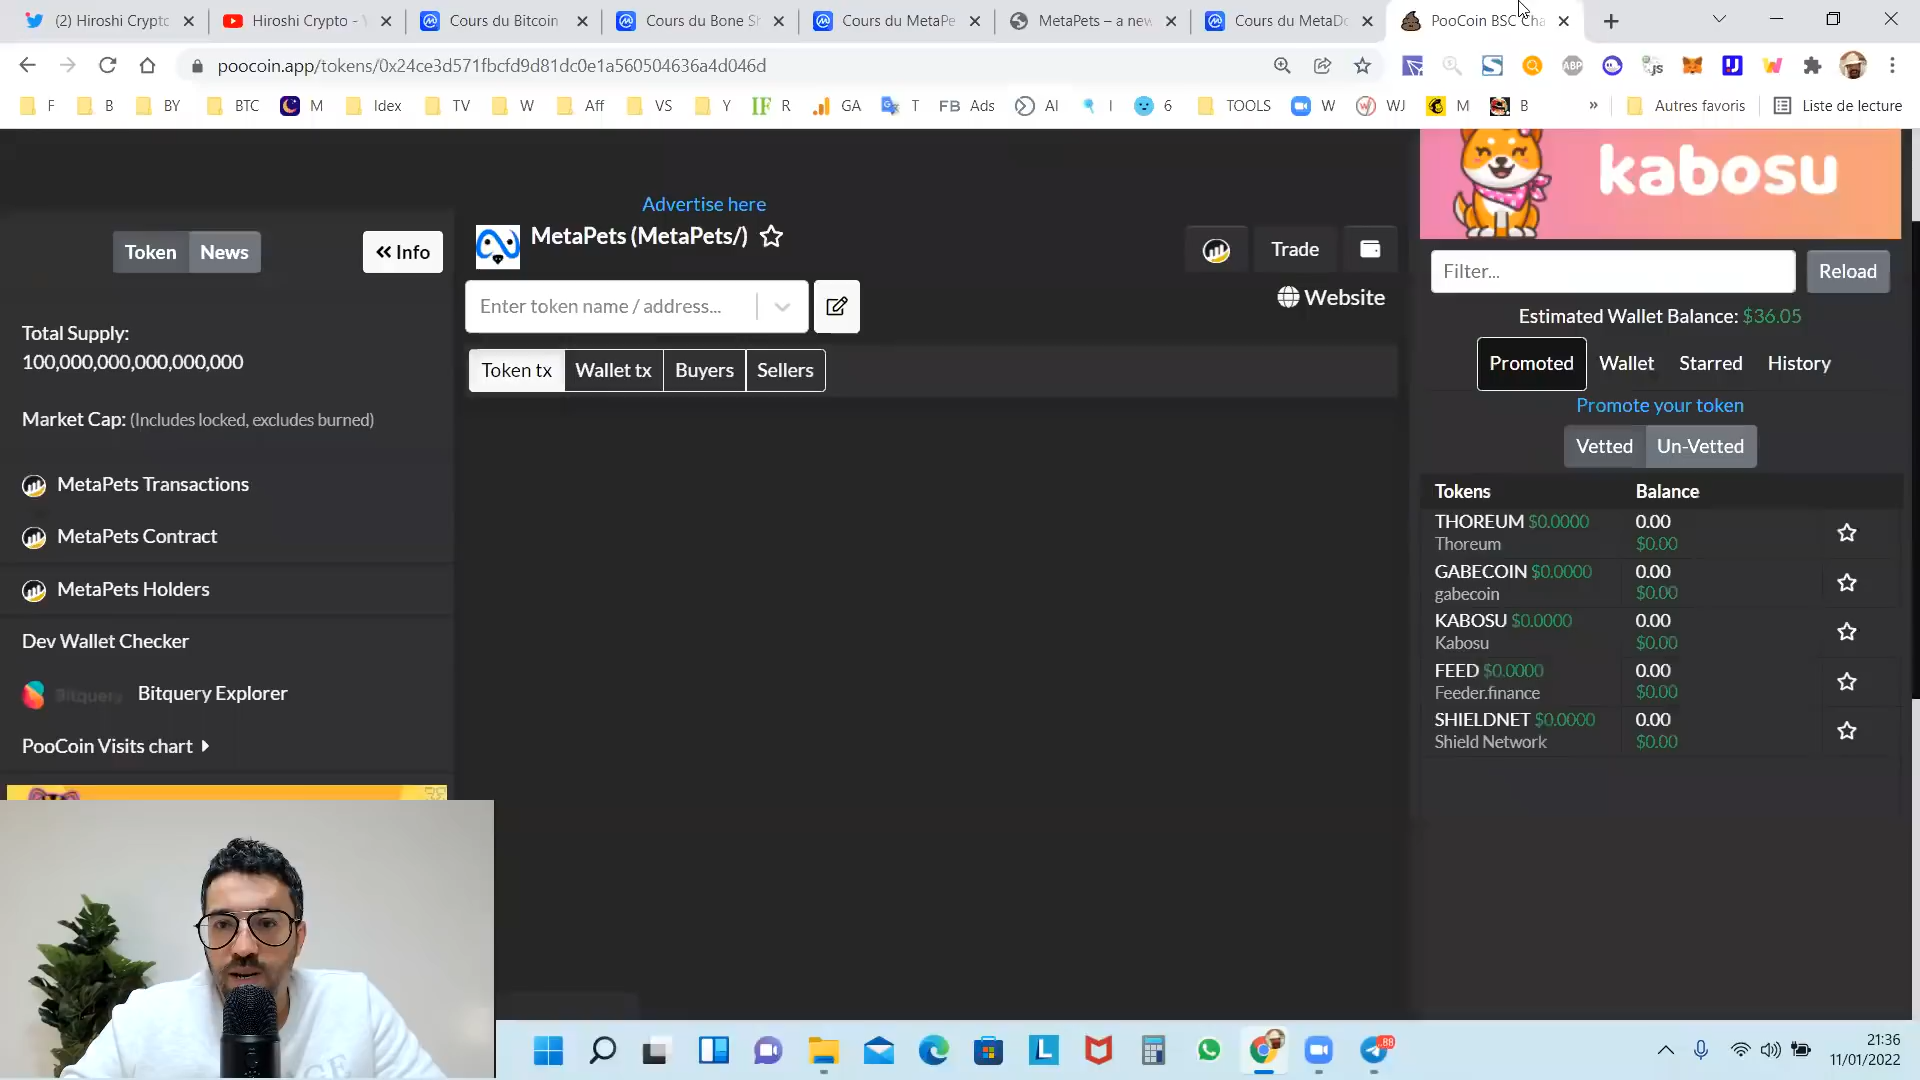 (2) Hiroshi Crypto
Hiroshi Crypto -
Cours du Bitcoin
Cours du Bone Sh
Cours du MetaPe
MetaPets – a new
Cours du MetaDo
PooCoin BSC Cha
poocoin.app/tokens/0x24ce3d571fbcfd9d81dc0e1a560504636a4d046d
ABP
F B BY BTC M Idex TV W Aff VS Y IF R GA T FB Ads AI I 6 TOOLS W WJ M B » Autres favoris Liste de lecture
kabosu
Advertise here
Token News
Info
MetaPets (MetaPets/)
Trade
Enter token name / address...
Website
Filter...
Reload
Estimated Wallet Balance: $36.05
Total Supply:
100,000,000,000,000,000
Token tx Wallet tx Buyers Sellers
Promoted Wallet Starred History
Promote your token
Market Cap: (Includes locked, excludes burned)
Vetted Un-Vetted
MetaPets Transactions
MetaPets Contract
MetaPets Holders
Dev Wallet Checker
Bitquery Bitquery Explorer
PooCoin Visits chart
Tokens Balance
THOREUM $0.0000 0.00
Thoreum $0.00
GABECOIN $0.0000 0.00
gabecoin $0.00
KABOSU $0.0000 0.00
Kabosu $0.00
FEED $0.0000 0.00
Feeder.finance $0.00
SHIELDNET $0.0000 0.00
Shield Network $0.00
L
88
21:36
11/01/2022